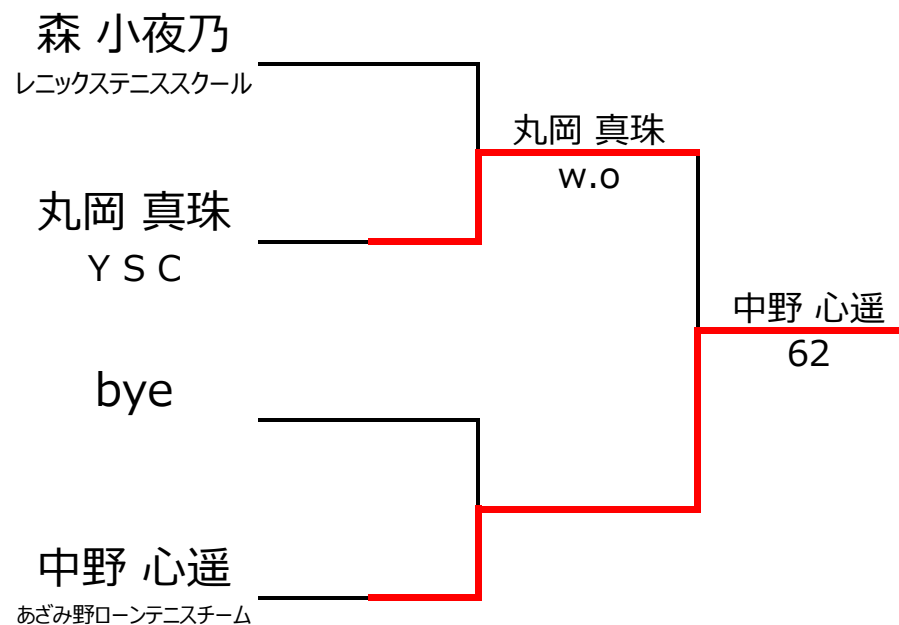 森 小夜乃
レニックステニススクール
丸岡 真珠
w.o
丸岡 真珠
ＹＳＣ
中野 心遥
62
bye
中野 心遥
あざみ野ローンテニスチーム